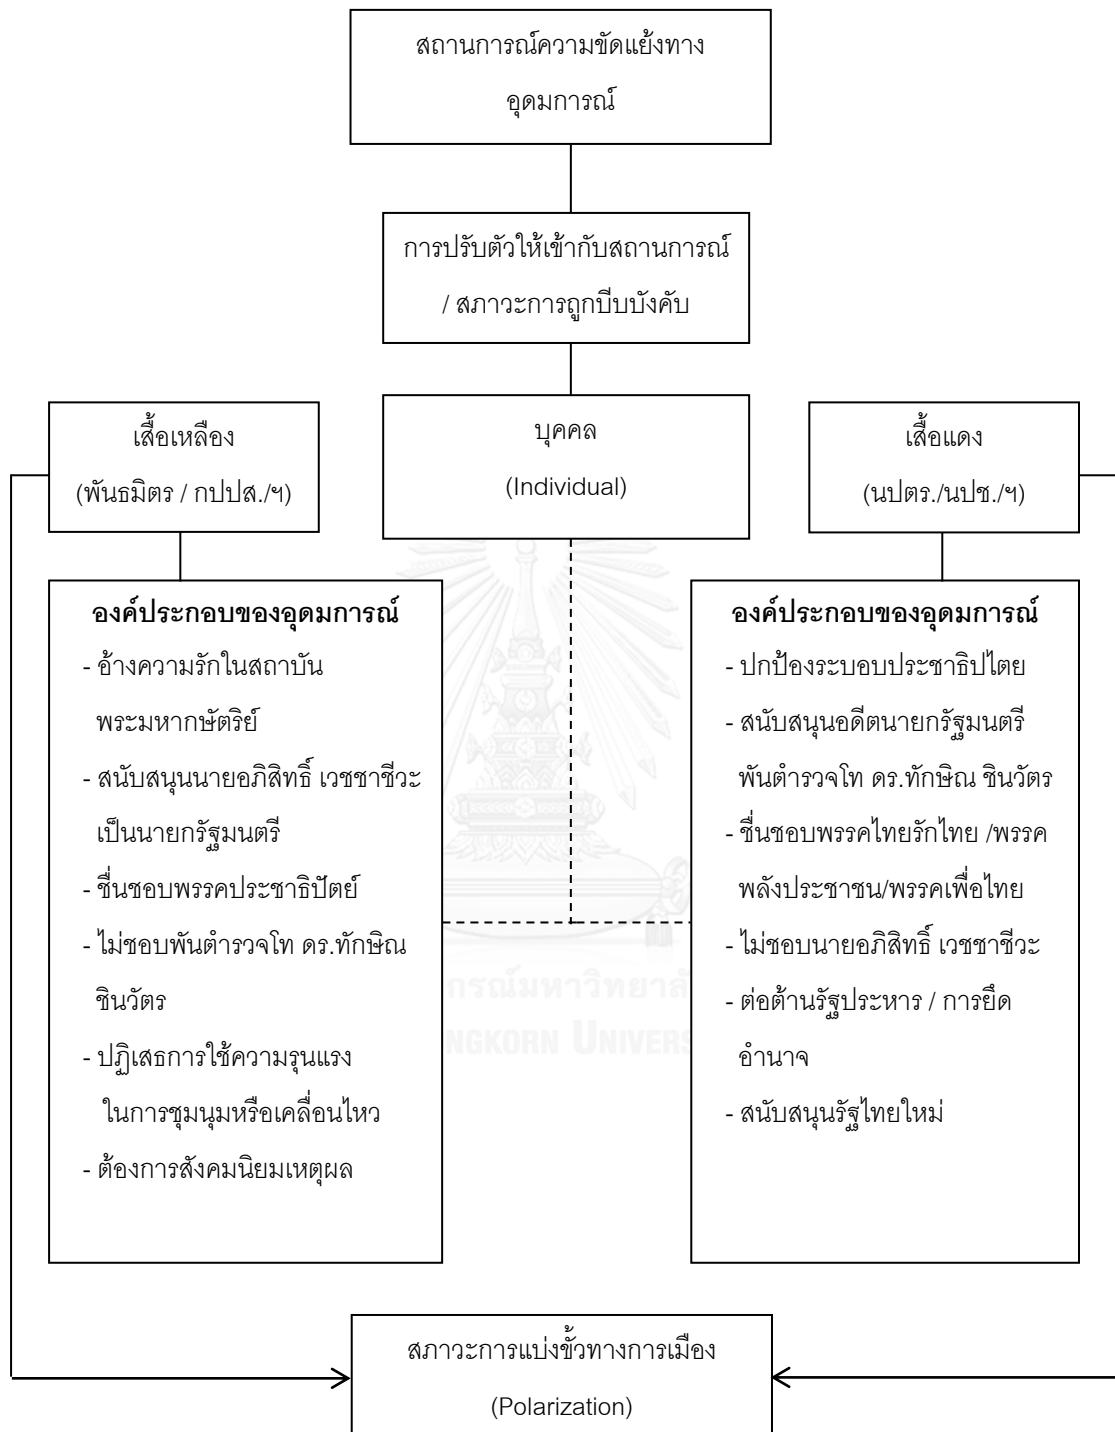 สถานการณ์ความขัดแย้งทาง
อุดมการณ์
การปรับตัวให้เข้ากับสถานการณ์
/ สภาวะการถูกบีบบังคับ
เสื้อเหลือง
(พันธมิตร / กปปส./ฯ)
บุคคล
(Individual)
เสื้อแดง
(นปตร./นปช./ฯ)
องค์ประกอบของอุดมการณ์
- อ้างความรักในสถาบัน
พระมหากษัตริย์
- สนับสนุนนายอภิสิทธิ์ เวชชาชีวะ
เป็นนายกรัฐมนตรี
- ชื่นชอบพรรคประชาธิปัตย์
- ไม่ชอบพันตำรวจโท ดร.ทักษิณ
ชินวัตร
- ปฏิเสธการใช้ความรุนแรง
ในการชุมนุมหรือเคลื่อนไหว
- ต้องการสังคมนิยมเหตุผล
องค์ประกอบของอุดมการณ์
- ปกป้องระบอบประชาธิปไตย
- สนับสนุนอดีตนายกรัฐมนตรี
พันตำรวจโท ดร.ทักษิณ ชินวัตร
- ชื่นชอบพรรคไทยรักไทย /พรรค
พลังประชาชน/พรรคเพื่อไทย
- ไม่ชอบนายอภิสิทธิ์ เวชชาชีวะ
- ต่อต้านรัฐประหาร / การยึด
อำนาจ
- สนับสนุนรัฐไทยใหม่
กรณ์มหาวิทยาลั
NGKORN UNIVERS
สภาวะการแบ่งขั้วทางการเมือง
(Polarization)